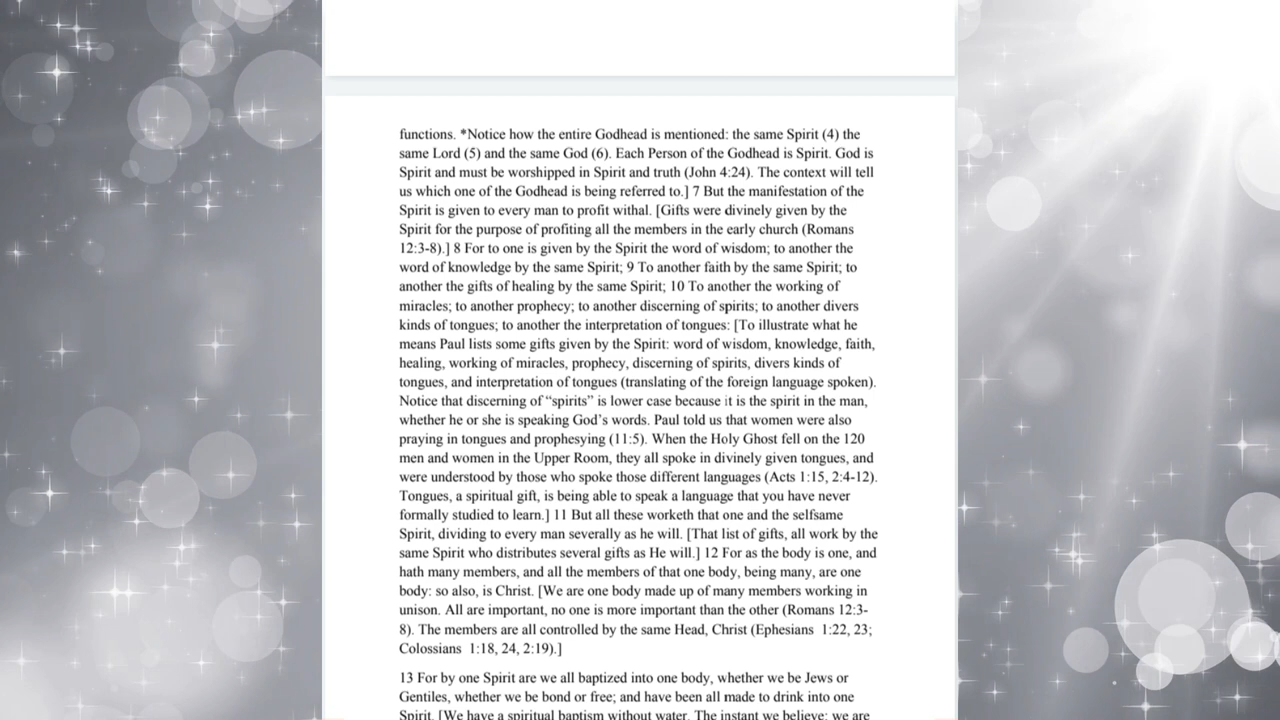 functions. *Notice how the entire Godhead is mentioned: the same Spirit (4) the
same Lord (5) and the same God (6). Each Person of the Godhead is Spirit. God is
Spirit and must be worshipped in Spirit and truth (John 4:24). The context will tell
us which one of the Godhead is being referred to.] 7 But the manifestation of the
Spirit is given to every man to profit withal. [Gifts were divinely given by the
Spirit for the purpose of profiting all the members in the early church (Romans
12:3-8).] 8 For to one is given by the Spirit the word of wisdom; to another the
word of knowledge by the same Spirit; 9 To another faith by the same Spirit; to
another the gifts of healing by the same Spirit; 10 To another the working of
miracles; to another prophecy; to another discerning of spirits; to another divers
kinds of tongues; to another the interpretation of tongues: [To illustrate what he
means Paul lists some gifts given by the Spirit: word of wisdom, knowledge, faith,
healing, working of miracles, prophecy, discerning of spirits, divers kinds of
tongues, and interpretation of tongues (translating of the foreign language spoken).
Notice that discerning of “spirits” is lower case because it is the spirit in the man,
whether he or she is speaking God’s words. Paul told us that women were also
praying in tongues and prophesying (11:5). When the Holy Ghost fell on the 120
men and women in the Upper Room, they all spoke in divinely given tongues, and
were understood by those who spoke those different languages (Acts 1:15, 2:4-12).
Tongues, a spiritual gift, is being able to speak a language that you have never
formally studied to learn.] 11 But all these worketh that one and the selfsame
Spirit, dividing to every man severally as he will. [That list of gifts, all work by the
same Spirit who distributes several gifts as He will.] 12 For as the body is one, and
hath many members, and all the members of that one body, being many, are one
body: so also, is Christ. [We are one body made up of many members working in
unison. All are important, no one is more important than the other (Romans 12:3-
8). The members are all controlled by the same Head, Christ (Ephesians 1:22, 23;
Colossians 1:18, 24, 2:19).]
13 For by one Spirit are we all baptized into one body, whether we be Jews or
Gentiles, whether we be bond or free; and have been all made to drink into one
Spirit. [We have a spiritual baptism without water. The instant we believe: we are